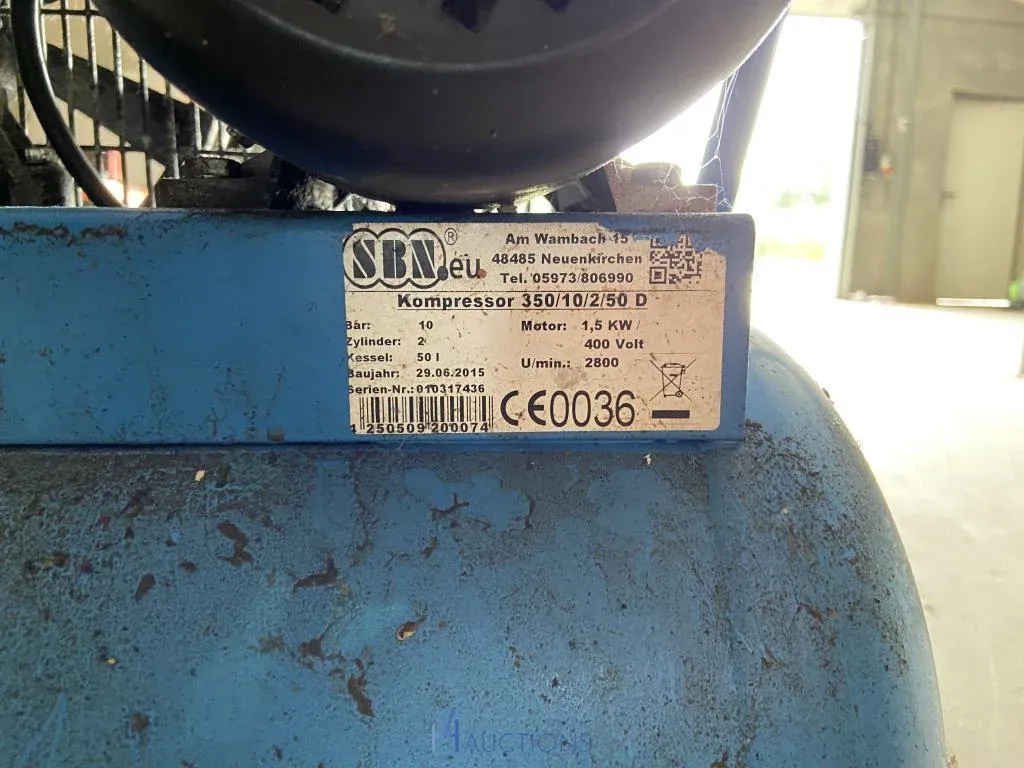 SBN.eu.®
Am Wambach 15
48485 Neuenkirchen
Tel. 05973/806990
Kompressor 350/10/2/50 D
Bar: 10
Zylinder: 2
Kessel: 50 l
Baujahr: 29.06.2015
Serien-Nr.: 010317436
Motor: 1,5 KW /
400 Volt
U/min.: 2800
4 250509 200074
CE0036
AUCTIONS